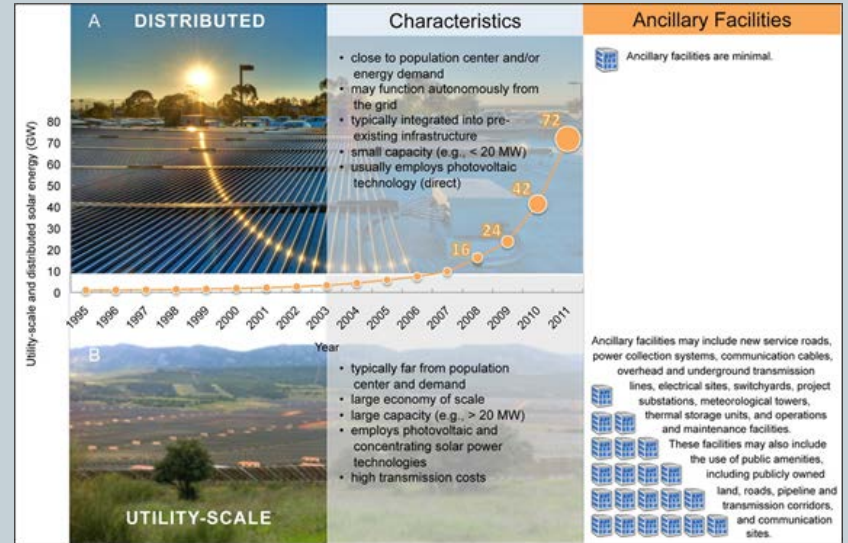 A
DISTRIBUTED
Characteristics
• close to population center and/or
energy demand
• may function autonomously from
the grid
• typically integrated into pre-
existing infrastructure
• small capacity (e.g., < 20 MW)
• usually employs photovoltaic
technology (direct)
Ancillary Facilities
Ancillary facilities are minimal.
Utility-scale and distributed solar energy (GW)
80
70
60
50
40
30
20
10
0
16
24
42
72
1995
1996
1997
1998
1999
2000
2001
2002
2003
2004
2005
2006
2007
2008
2009
2010
2011
Year
B
UTILITY-SCALE
• typically far from population
center and demand
• large economy of scale
• large capacity (e.g., > 20 MW)
• employs photovoltaic and
concentrating solar power
technologies
• high transmission costs
Ancillary facilities may include new service roads,
power collection systems, communication cables,
overhead and underground transmission
lines, electrical sites, switchyards, project
substations, meteorological towers,
thermal storage units, and operations
and maintenance facilities.
These facilities may also include
the use of public amenities,
including publicly owned
land, roads, pipeline and
transmission corridors,
and communication
sites.